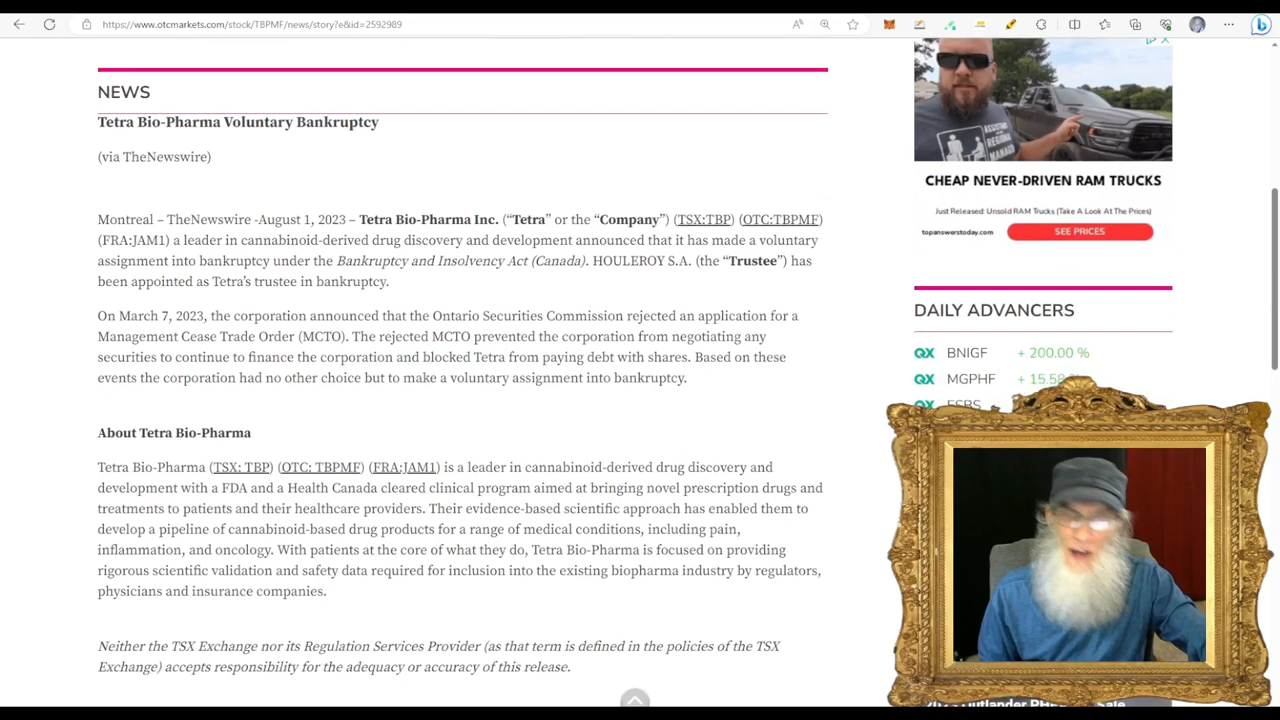 https://www.otcmarkets.com/stock/TBPMF/news/story?e&id=2592989
NEWS
Tetra Bio-Pharma Voluntary Bankruptcy
(via TheNewswire)
Montreal – TheNewswire -August 1, 2023 – Tetra Bio-Pharma Inc. (“Tetra” or the “Company”) (TSX:TBP) (OTC:TBPMF)
(FRA:JAM1) a leader in cannabinoid-derived drug discovery and development announced that it has made a voluntary
assignment into bankruptcy under the Bankruptcy and Insolvency Act (Canada). HOULEROY S.A. (the “Trustee”) has
been appointed as Tetra’s trustee in bankruptcy.
On March 7, 2023, the corporation announced that the Ontario Securities Commission rejected an application for a
Management Cease Trade Order (MCTO). The rejected MCTO prevented the corporation from negotiating any
securities to continue to finance the corporation and blocked Tetra from paying debt with shares. Based on these
events the corporation had no other choice but to make a voluntary assignment into bankruptcy.
About Tetra Bio-Pharma
Tetra Bio-Pharma (TSX: TBP) (OTC: TBPMF) (FRA:JAM1) is a leader in cannabinoid-derived drug discovery and
development with a FDA and a Health Canada cleared clinical program aimed at bringing novel prescription drugs and
treatments to patients and their healthcare providers. Their evidence-based scientific approach has enabled them to
develop a pipeline of cannabinoid-based drug products for a range of medical conditions, including pain,
inflammation, and oncology. With patients at the core of what they do, Tetra Bio-Pharma is focused on providing
rigorous scientific validation and safety data required for inclusion into the existing biopharma industry by regulators,
physicians and insurance companies.
Neither the TSX Exchange nor its Regulation Services Provider (as that term is defined in the policies of the TSX
Exchange) accepts responsibility for the adequacy or accuracy of this release.
ASSISTANT
REGIONAL
MANAGER
CHEAP NEVER-DRIVEN RAM TRUCKS
Just Released: Unsold RAM Trucks (Take A Look At The Prices)
topanswerstoday.com SEE PRICES
DAILY ADVANCERS
QX BNIGF + 200.00 %
QX MGPHF + 15.58
QX
Outlander Sale